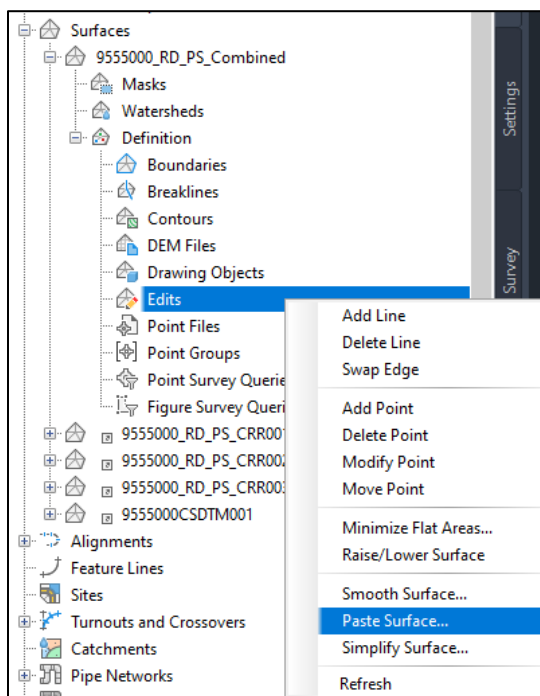 Surfaces
9555000_RD_PS_Combined
Masks
Watersheds
Definition
Boundaries
Breaklines
Contours
DEM Files
Drawing Objects
Edits
Point Files
Point Groups
Point Survey Querie
Figure Survey Queri
9555000_RD_PS_CRR001
9555000_RD_PS_CRR002
9555000_RD_PS_CRR003
9555000CSDTM001
Alignments
Feature Lines
Sites
Turnouts and Crossovers
Catchments
Pipe Networks
Add Line
Delete Line
Swap Edge
Add Point
Delete Point
Modify Point
Move Point
Minimize Flat Areas...
Raise/Lower Surface
Smooth Surface...
Paste Surface...
Simplify Surface...
Refresh
Settings
Survey